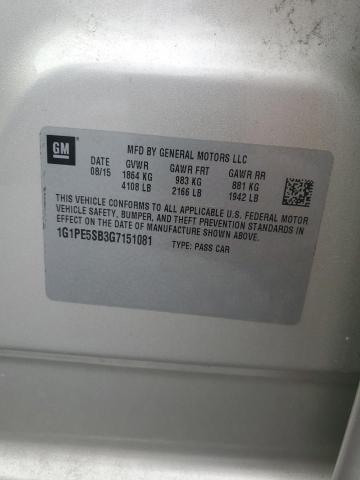 GM
MFD BY GENERAL MOTORS LLC
DATE GVWR GAWR FRT GAWR RR
08/15 1864 KG 983 KG 881 KG
4108 LB 2166 LB 1942 LB
THIS VEHICLE CONFORMS TO ALL APPLICABLE U.S. FEDERAL MOTOR
VEHICLE SAFETY, BUMPER, AND THEFT PREVENTION STANDARDS IN
EFFECT ON THE DATE OF MANUFACTURE SHOWN ABOVE.
1G1PE5SB3G7151081 TYPE: PASS CAR